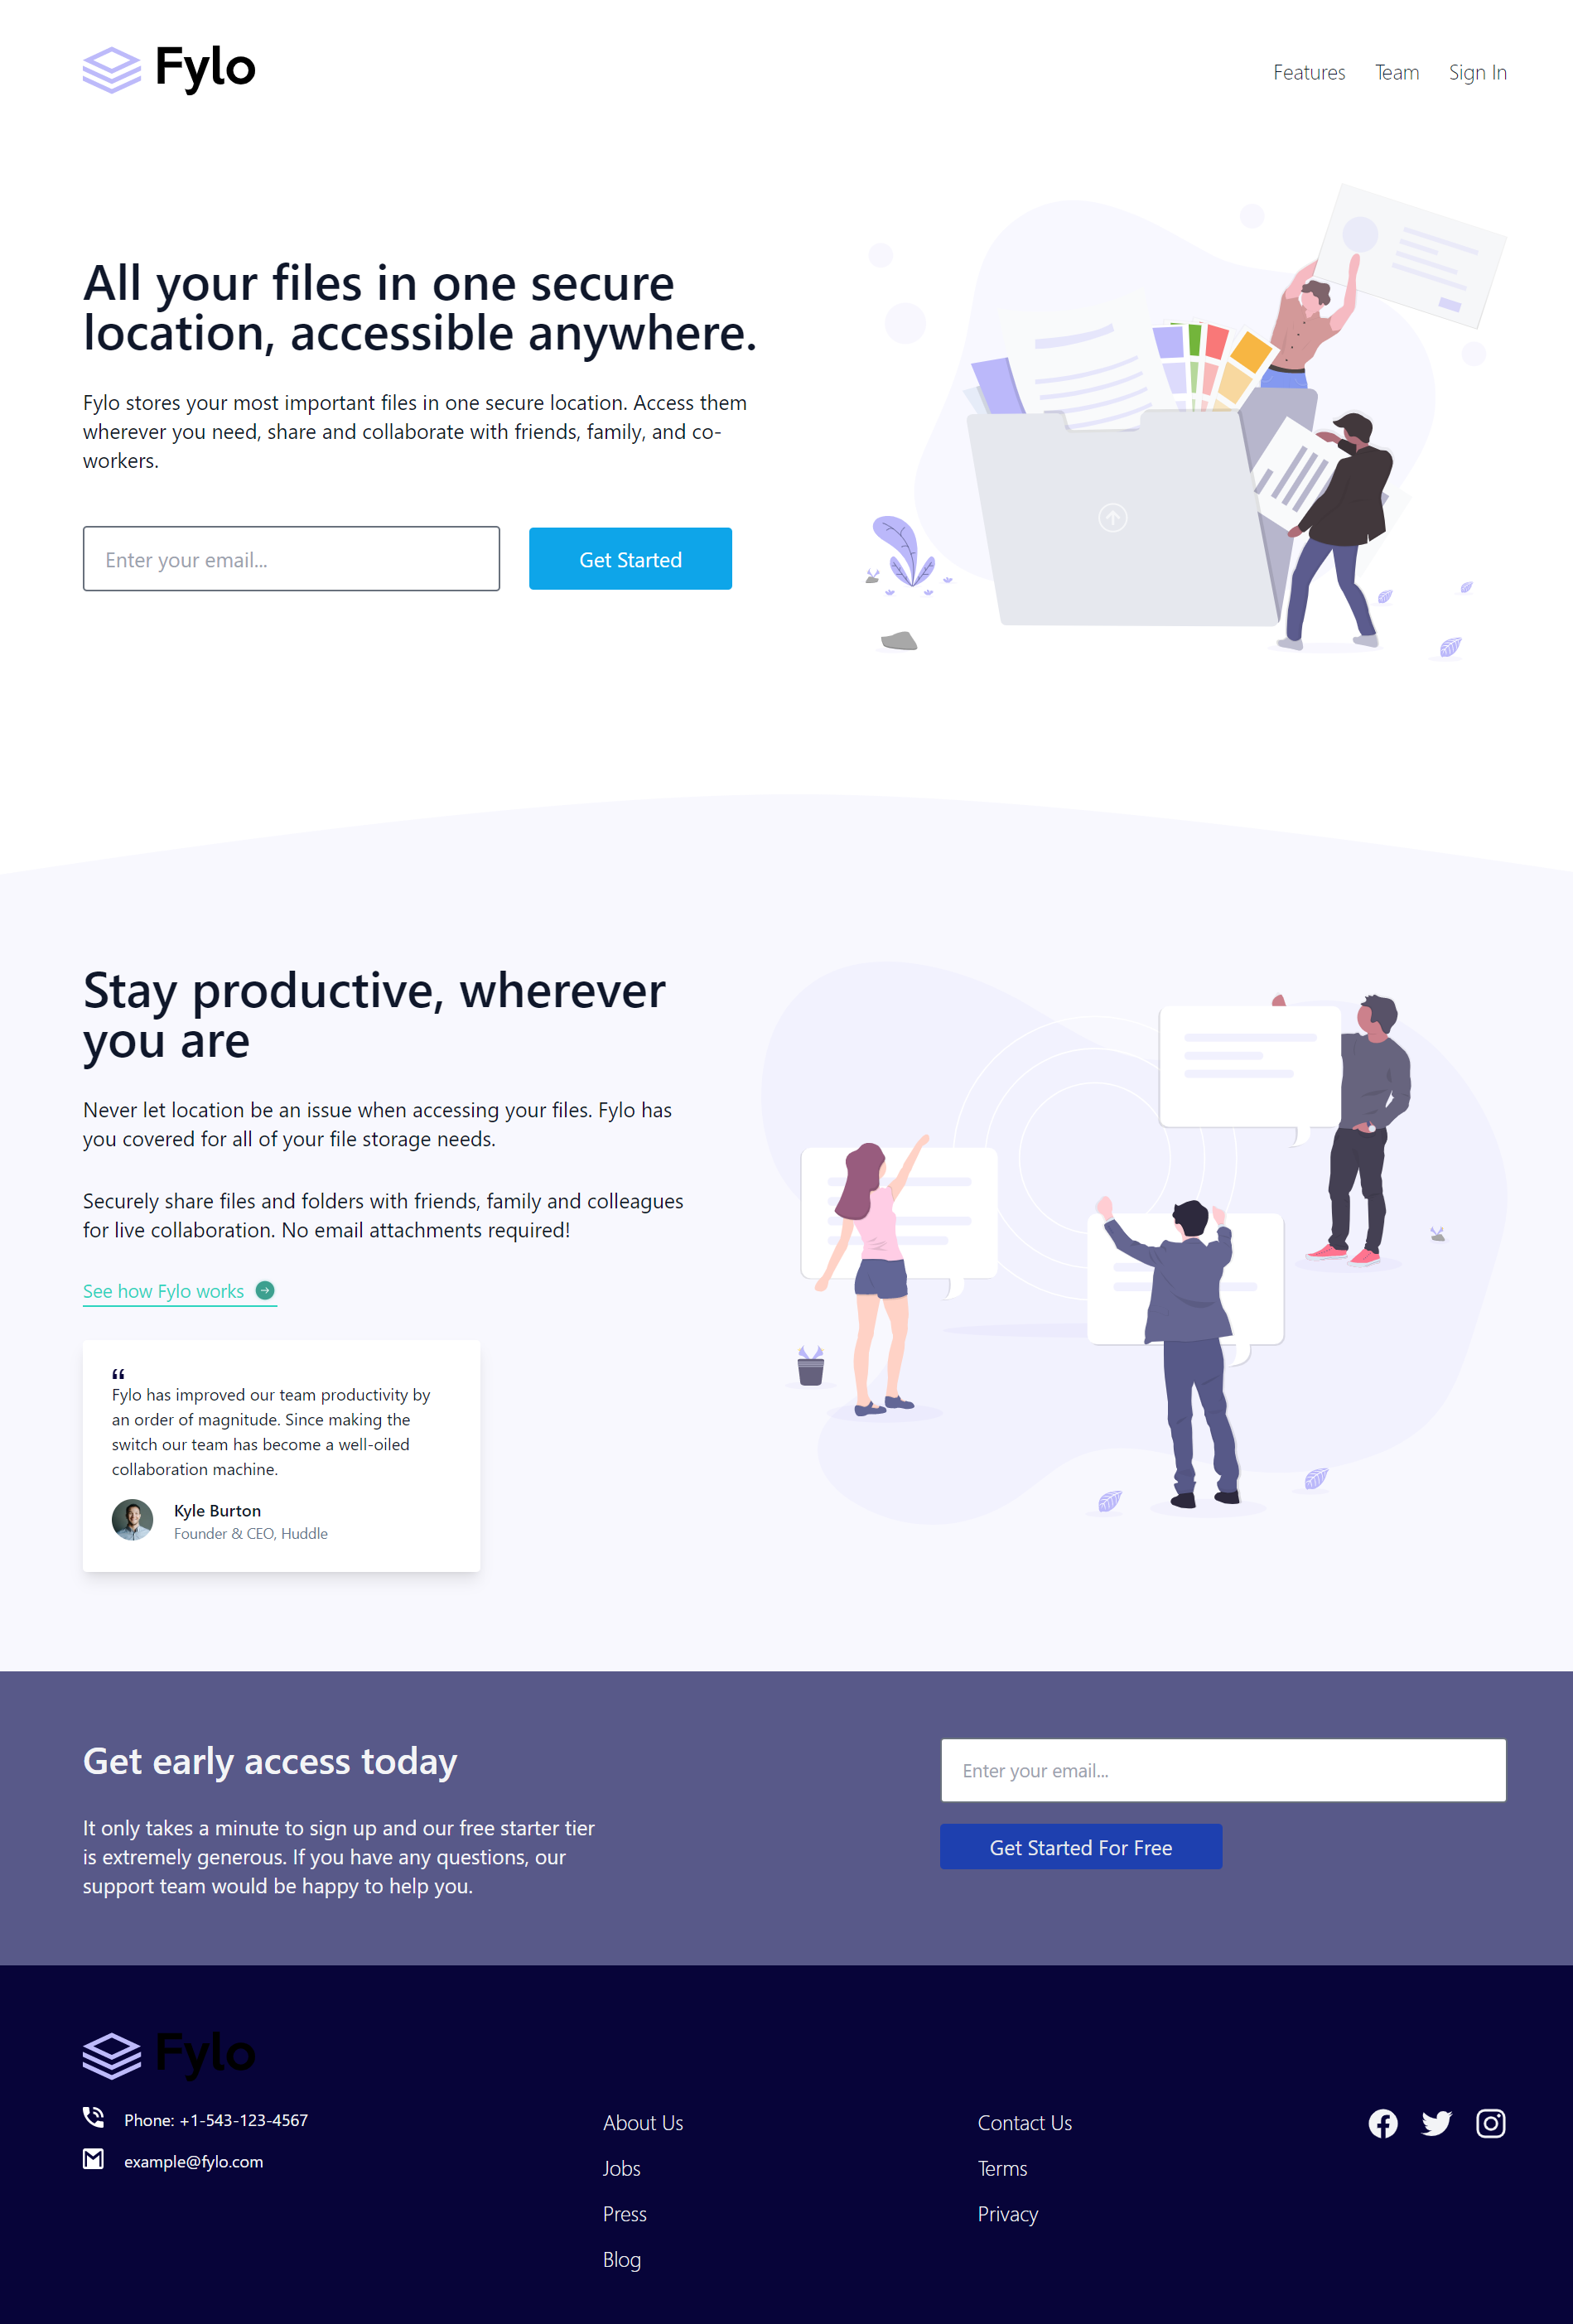 Fylo
Features
Team
Sign In
All your files in one secure
location, accessible anywhere.
Fylo stores your most important files in one secure location. Access them
wherever you need, share and collaborate with friends, family, and co-
workers.
Enter your email...
Get Started
Stay productive, wherever
you are
Never let location be an issue when accessing your files. Fylo has
you covered for all of your file storage needs.
Securely share files and folders with friends, family and colleagues
for live collaboration. No email attachments required!
See how Fylo works
“
Fylo has improved our team productivity by
an order of magnitude. Since making the
switch our team has become a well-oiled
collaboration machine.
Kyle Burton
Founder & CEO, Huddle
Get early access today
It only takes a minute to sign up and our free starter tier
is extremely generous. If you have any questions, our
support team would be happy to help you.
Enter your email...
Get Started For Free
Fylo
Phone: +1-543-123-4567
example@fylo.com
About Us
Jobs
Press
Blog
Contact Us
Terms
Privacy